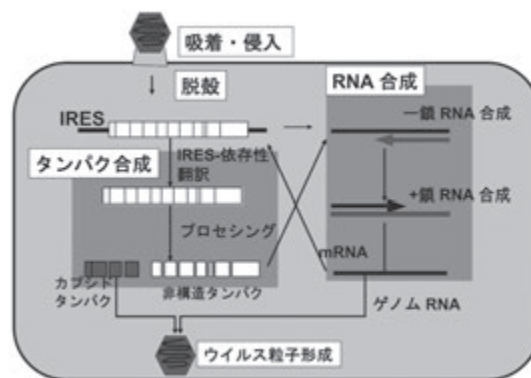 吸着・侵入
脱殻
RNA 合成
IRES
一鎖 RNA 合成
タンパク合成
IRES-依存性
翻訳
+鎖 RNA 合成
プロセシング
mRNA
カプシド
タンパク
非構造タンパク
ゲノム RNA
ウイルス粒子形成